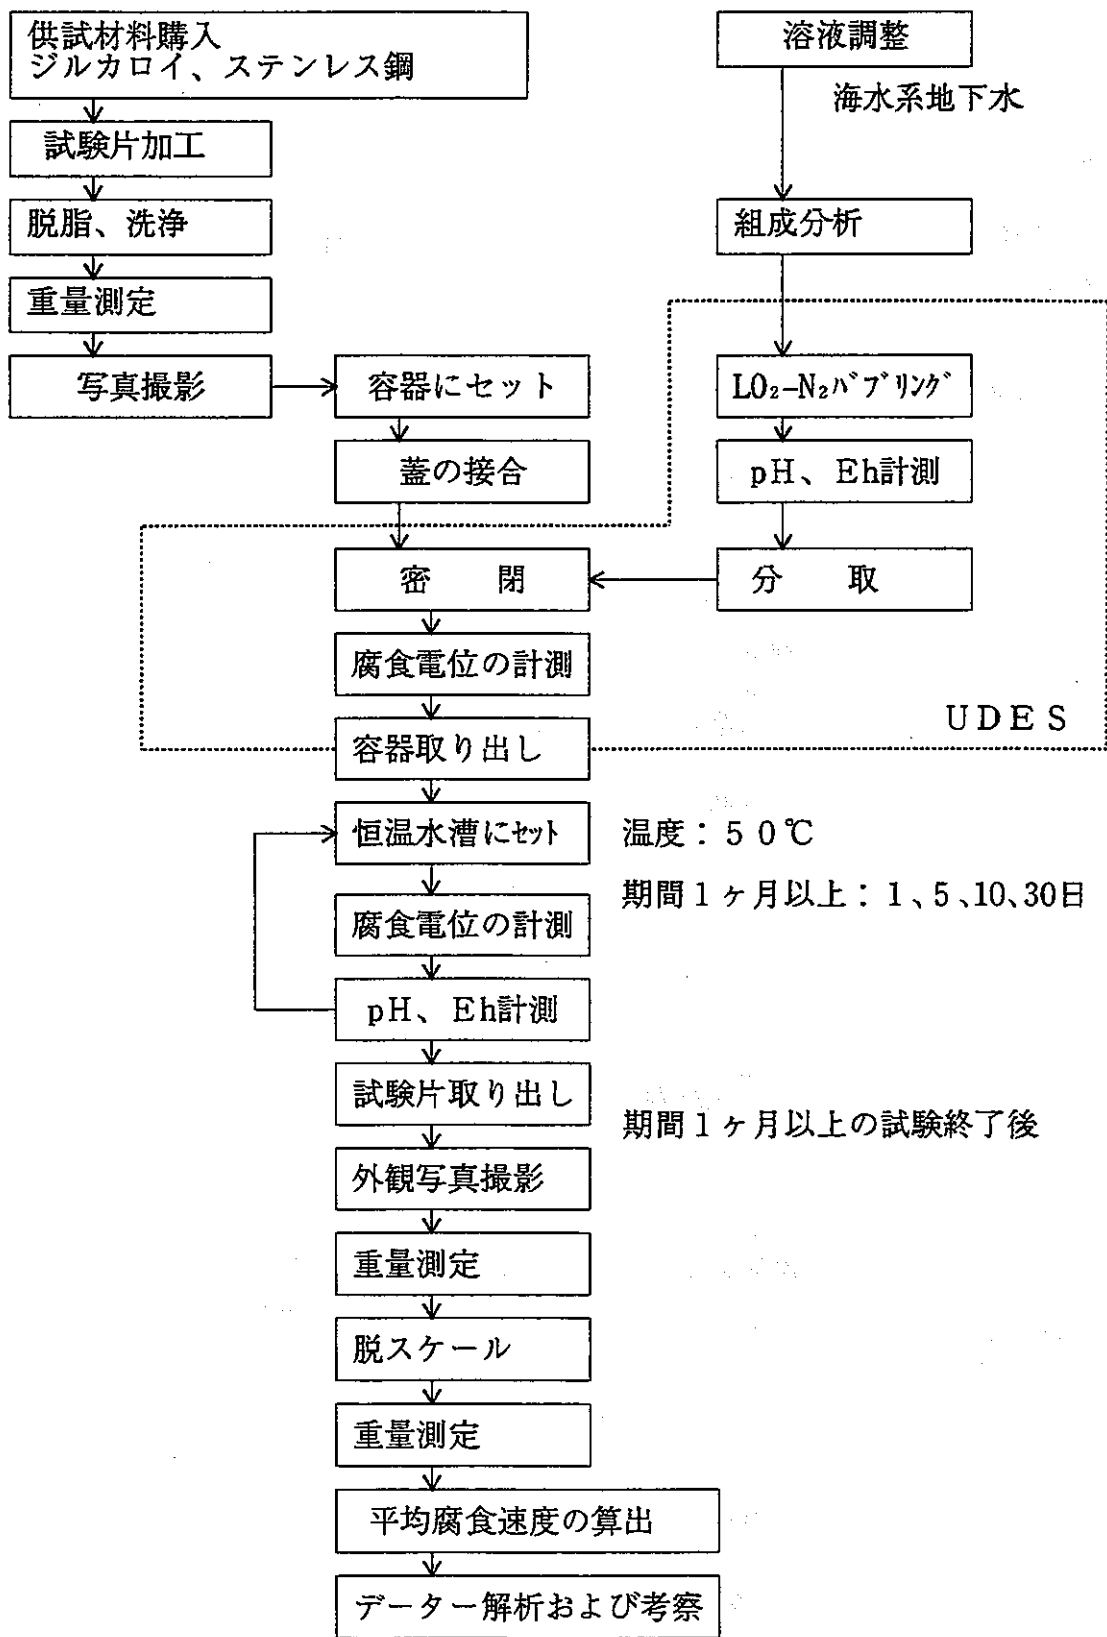 供試材料購入
ジルカロイ、ステンレス鋼
試験片加工
脱脂、洗浄
重量測定
写真撮影
溶液調整
海水系地下水
組成分析
容器にセット
蓋の接合
LO₂-N₂ﾊﾞﾌﾞﾘﾝｸﾞ
pH、Eh計測
分　取
密　閉
腐食電位の計測
容器取り出し
UDES
恒温水槽にｾｯﾄ
温度：５０℃
期間１ヶ月以上：１、５、10、30日
腐食電位の計測
pH、Eh計測
試験片取り出し
期間１ヶ月以上の試験終了後
外観写真撮影
重量測定
脱スケール
重量測定
平均腐食速度の算出
データー解析および考察